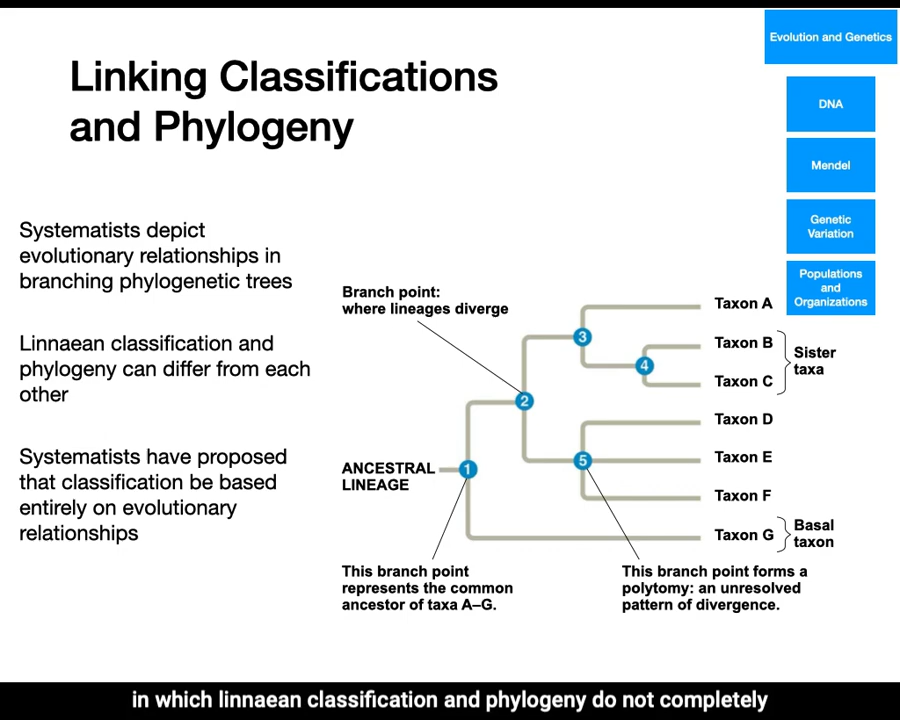 Evolution and Genetics
Linking Classifications
and Phylogeny
DNA
Mendel
Genetic
Variation
Populations
and
Organizations
Systematists depict
evolutionary relationships in
branching phylogenetic trees
Linnaean classification and
phylogeny can differ from each
other
Systematists have proposed
that classification be based
entirely on evolutionary
relationships
Branch point:
where lineages diverge
Taxon A
3
Taxon B
4
Taxon C
Sister
taxa
2
Taxon D
ANCESTRAL
LINEAGE
1
5
Taxon E
Taxon F
Taxon G
Basal
taxon
This branch point
represents the common
ancestor of taxa A–G.
This branch point forms a
polytomy: an unresolved
pattern of divergence.
in which linnaean classification and phylogeny do not completely